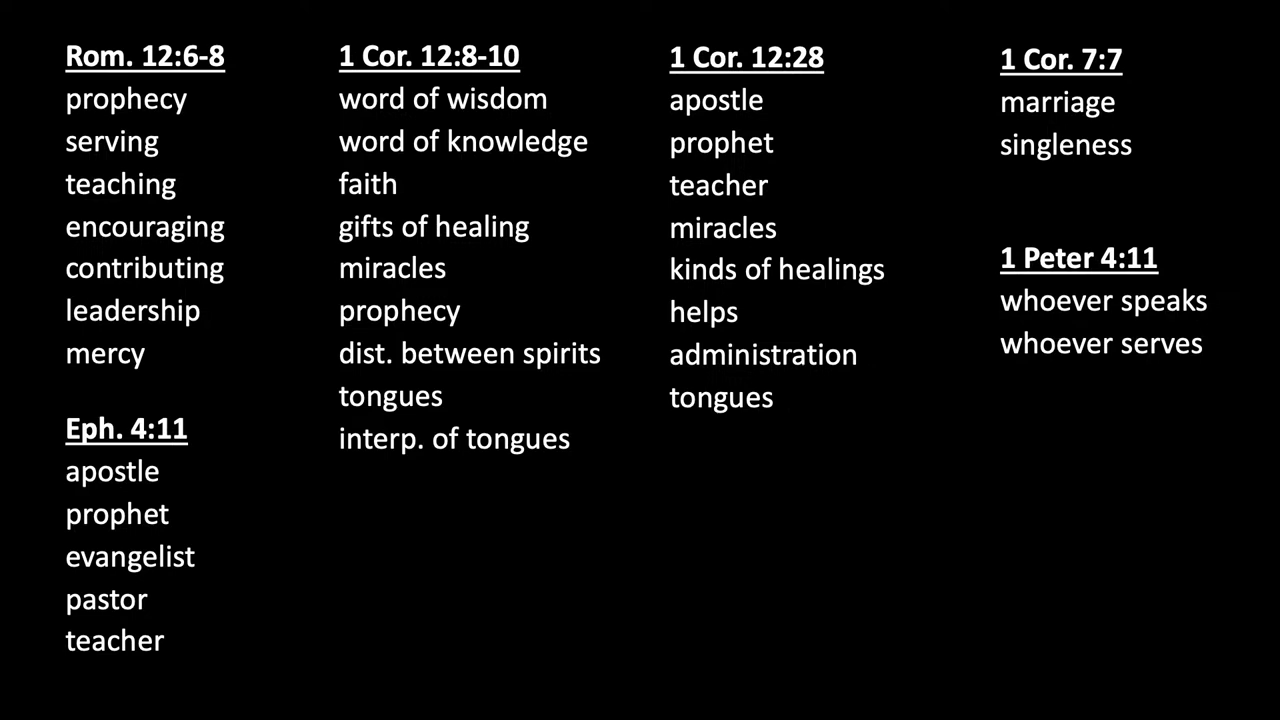 Rom. 12:6-8
prophecy
serving
teaching
encouraging
contributing
leadership
mercy
Eph. 4:11
apostle
prophet
evangelist
pastor
teacher
1 Cor. 12:8-10
word of wisdom
word of knowledge
faith
gifts of healing
miracles
prophecy
dist. between spirits
tongues
interp. of tongues
1 Cor. 12:28
apostle
prophet
teacher
miracles
kinds of healings
helps
administration
tongues
1 Cor. 7:7
marriage
singleness
1 Peter 4:11
whoever speaks
whoever serves